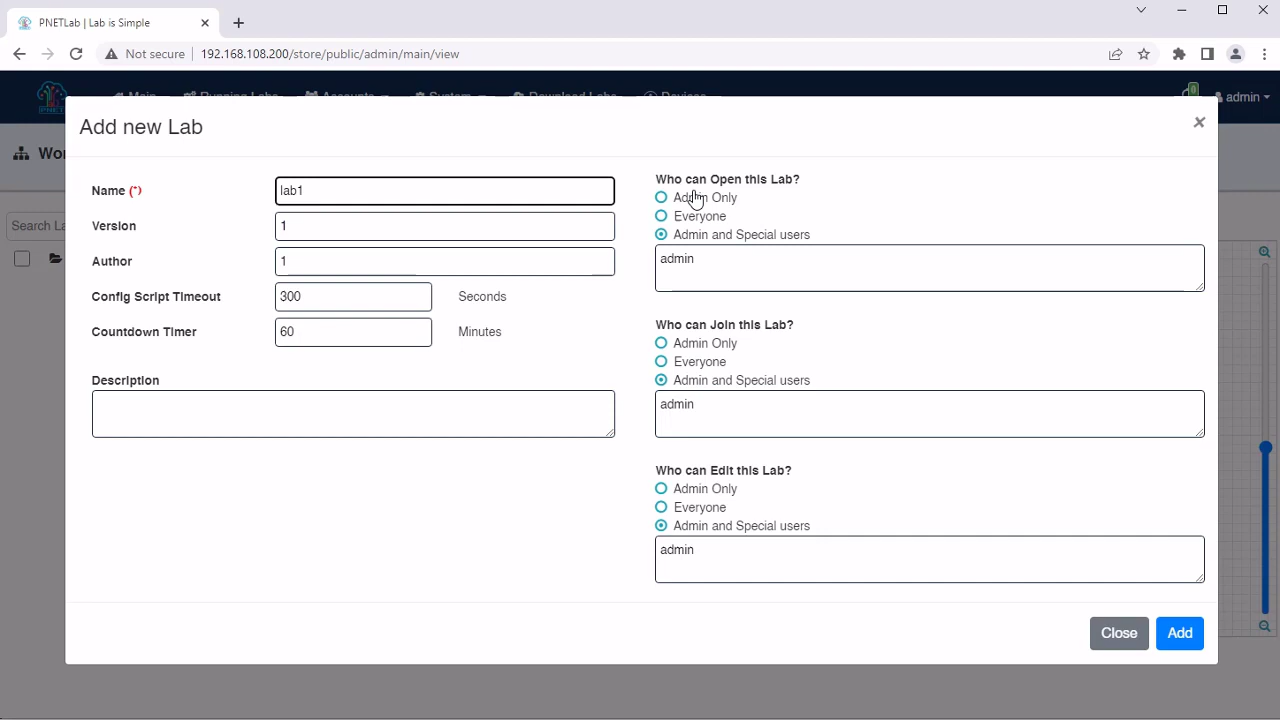 PNETLab | Lab is Simple
Not secure
192.168.108.200/store/public/admin/main/view
PNET
Main
Running Labs
Accounts
System
Download Labs
Devices
0
admin
Add new Lab
×
Search La
Name (*)
lab1
Version
1
Author
1
Config Script Timeout
300
Seconds
Countdown Timer
60
Minutes
Description
Who can Open this Lab?
Admin Only
Everyone
Admin and Special users
admin
Who can Join this Lab?
Admin Only
Everyone
Admin and Special users
admin
Who can Edit this Lab?
Admin Only
Everyone
Admin and Special users
admin
Close
Add